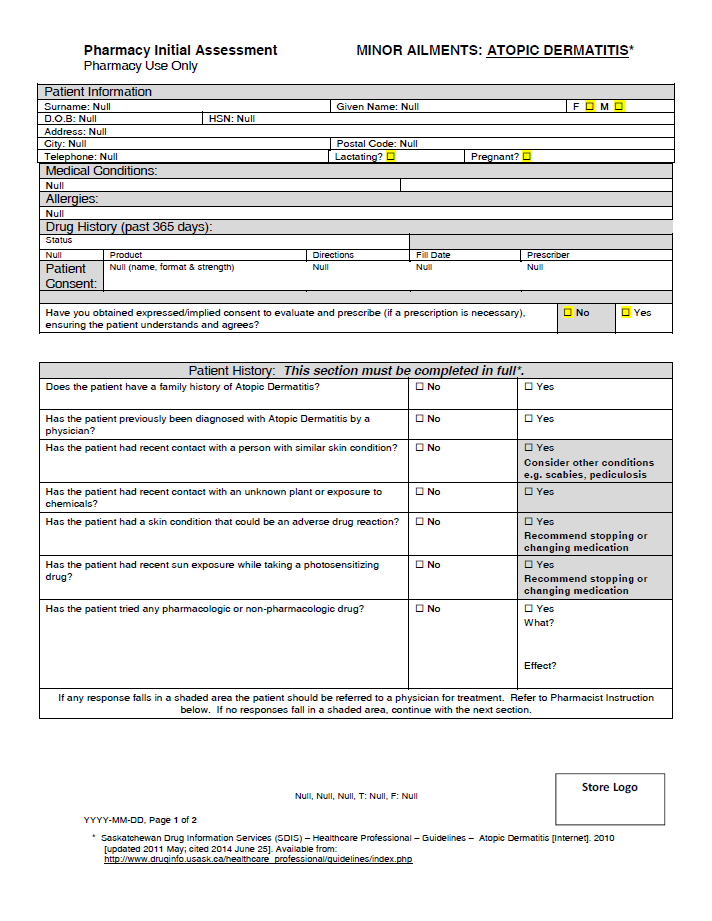 Pharmacy Initial Assessment MINOR AILMENTS: ATOPIC DERMATITIS*
Pharmacy Use Only
Patient Information
Surname: Null Given Name: Null F ☐ M ☐
D.O.B: Null HSN: Null
Address: Null
City: Null Postal Code: Null
Telephone: Null Lactating? ☐ Pregnant? ☐
Medical Conditions:
Null
Allergies:
Null
Drug History (past 365 days):
Status
Null Product Directions Fill Date Prescriber
Patient Consent: Null (name, format & strength) Null Null Null
Have you obtained expressed/implied consent to evaluate and prescribe (if a prescription is necessary), ☐ No ☐ Yes
ensuring the patient understands and agrees?
Patient History: This section must be completed in full*.
Does the patient have a family history of Atopic Dermatitis? ☐ No ☐ Yes
Has the patient previously been diagnosed with Atopic Dermatitis by a ☐ No ☐ Yes
physician?
Has the patient had recent contact with a person with similar skin condition? ☐ No ☐ Yes
Consider other conditions
e.g. scabies, pediculosis
Has the patient had recent contact with an unknown plant or exposure to ☐ No ☐ Yes
chemicals?
Has the patient had a skin condition that could be an adverse drug reaction? ☐ No ☐ Yes
Recommend stopping or
changing medication
Has the patient had recent sun exposure while taking a photosensitizing ☐ No ☐ Yes
drug? Recommend stopping or
changing medication
Has the patient tried any pharmacologic or non-pharmacologic drug? ☐ No ☐ Yes
What?
Effect?
If any response falls in a shaded area the patient should be referred to a physician for treatment. Refer to Pharmacist Instruction
below. If no responses fall in a shaded area, continue with the next section.
Store Logo
Null, Null, Null, T: Null, F: Null
YYYY-MM-DD, Page 1 of 2
* Saskatchewan Drug Information Services (SDIS) – Healthcare Professional – Guidelines – Atopic Dermatitis [Internet]. 2010
[updated 2011 May; cited 2014 June 25]. Available from:
http://www.druginfo.usask.ca/healthcare_professional/guidelines/index.php